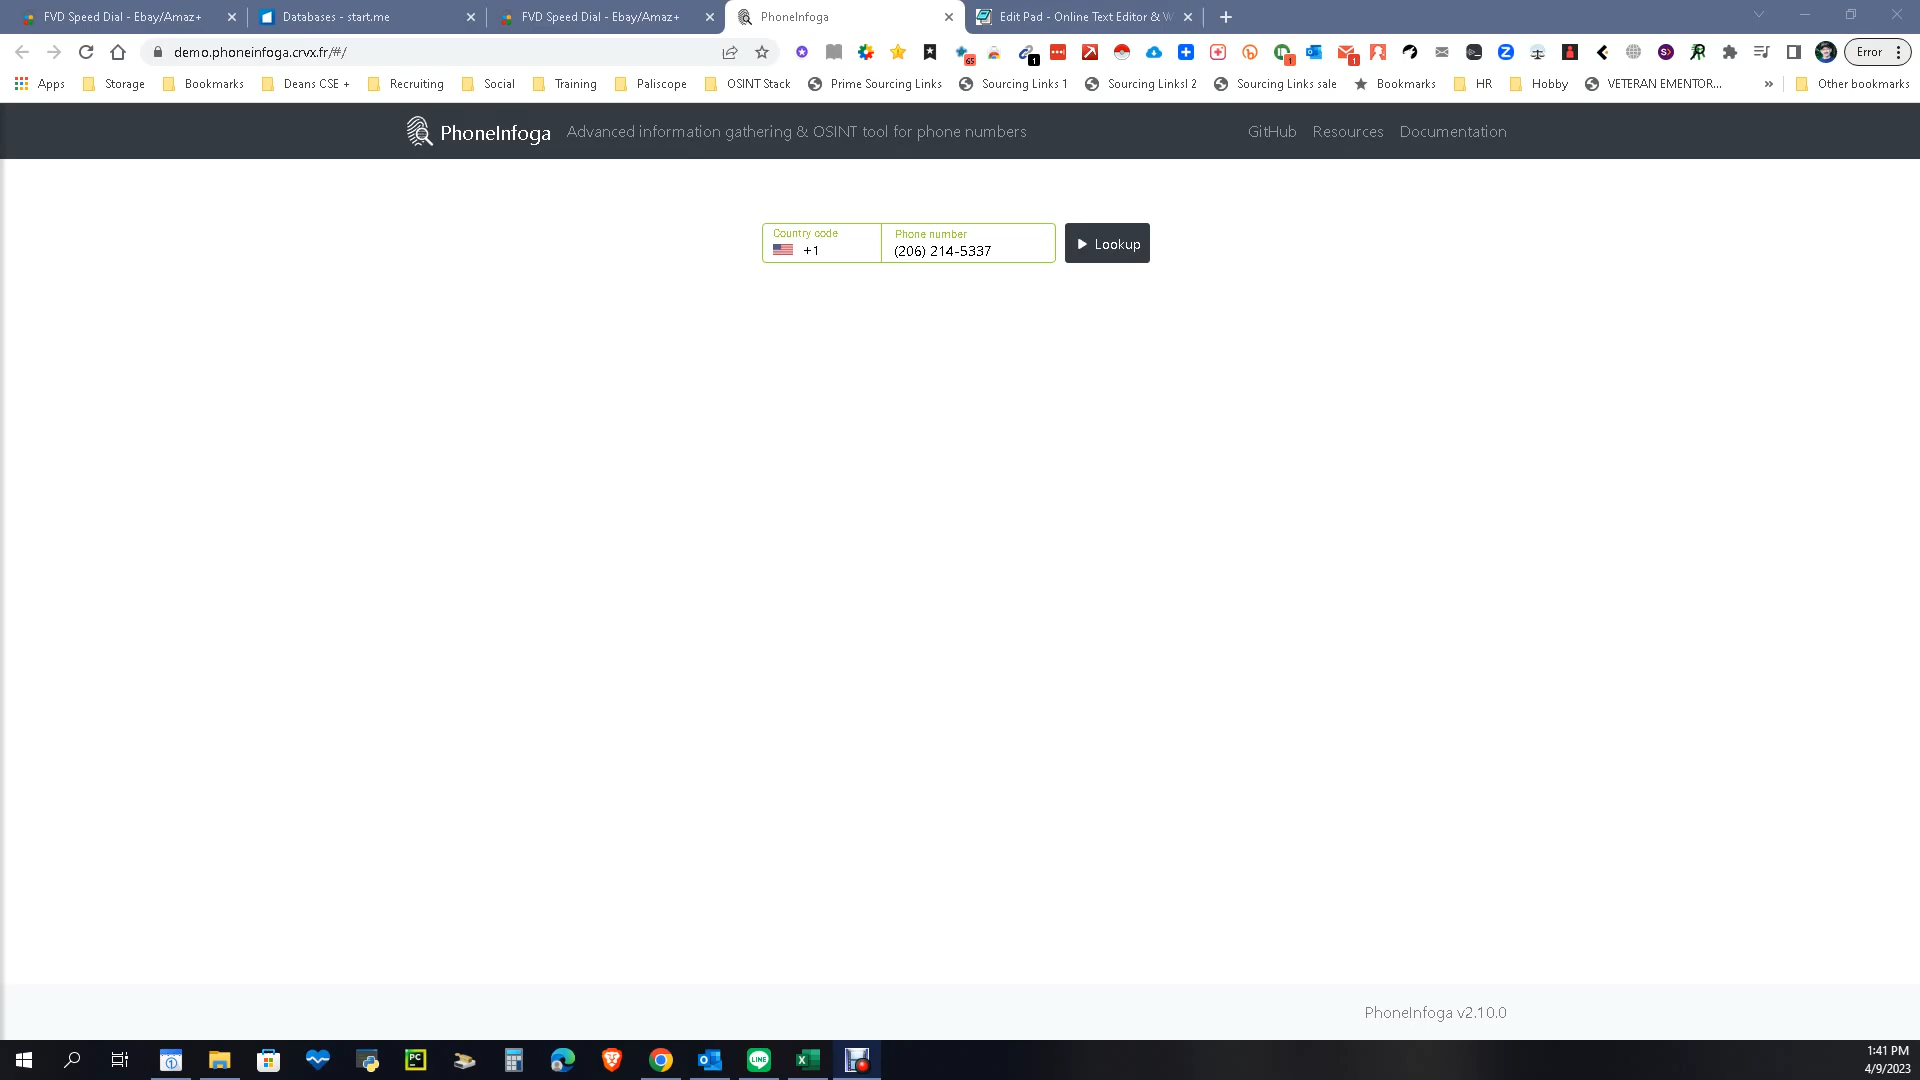 FVD Speed Dial - Ebay/Amaz+
Databases - start.me
FVD Speed Dial - Ebay/Amaz+
PhoneInfoga
Edit Pad - Online Text Editor & W
demo.phoneinfoga.crvx.fr/#/
Error
Apps
Storage
Bookmarks
Deans CSE +
Recruiting
Social
Training
Paliscope
OSINT Stack
Prime Sourcing Links
Sourcing Links 1
Sourcing Linksl 2
Sourcing Links sale
Bookmarks
HR
Hobby
VETERAN EMENTOR...
Other bookmarks
PhoneInfoga
Advanced information gathering & OSINT tool for phone numbers
GitHub
Resources
Documentation
Country code
+1
Phone number
(206) 214-5337
Lookup
PhoneInfoga v2.10.0
1:41 PM
4/9/2023